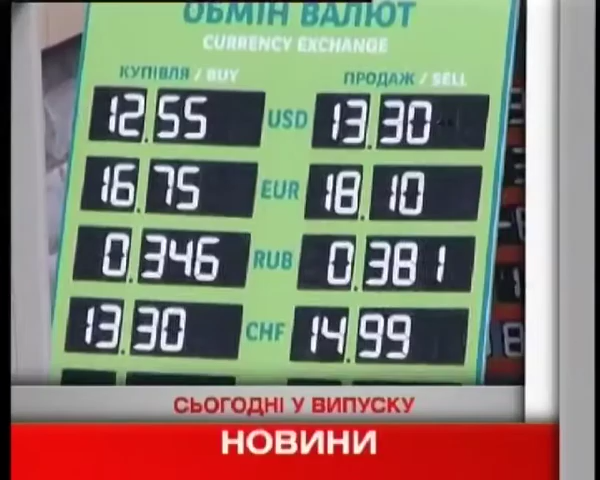 ОБМІН ВАЛЮТ
CURRENCY EXCHANGE
КУПІВЛЯ / BUY ПРОДАЖ / SELL
12.55 USD 13.30
16.75 EUR 18.10
0.346 RUB 0.381
13.30 CHF 14.99
СЬОГОДНІ У ВИПУСКУ
НОВИНИ